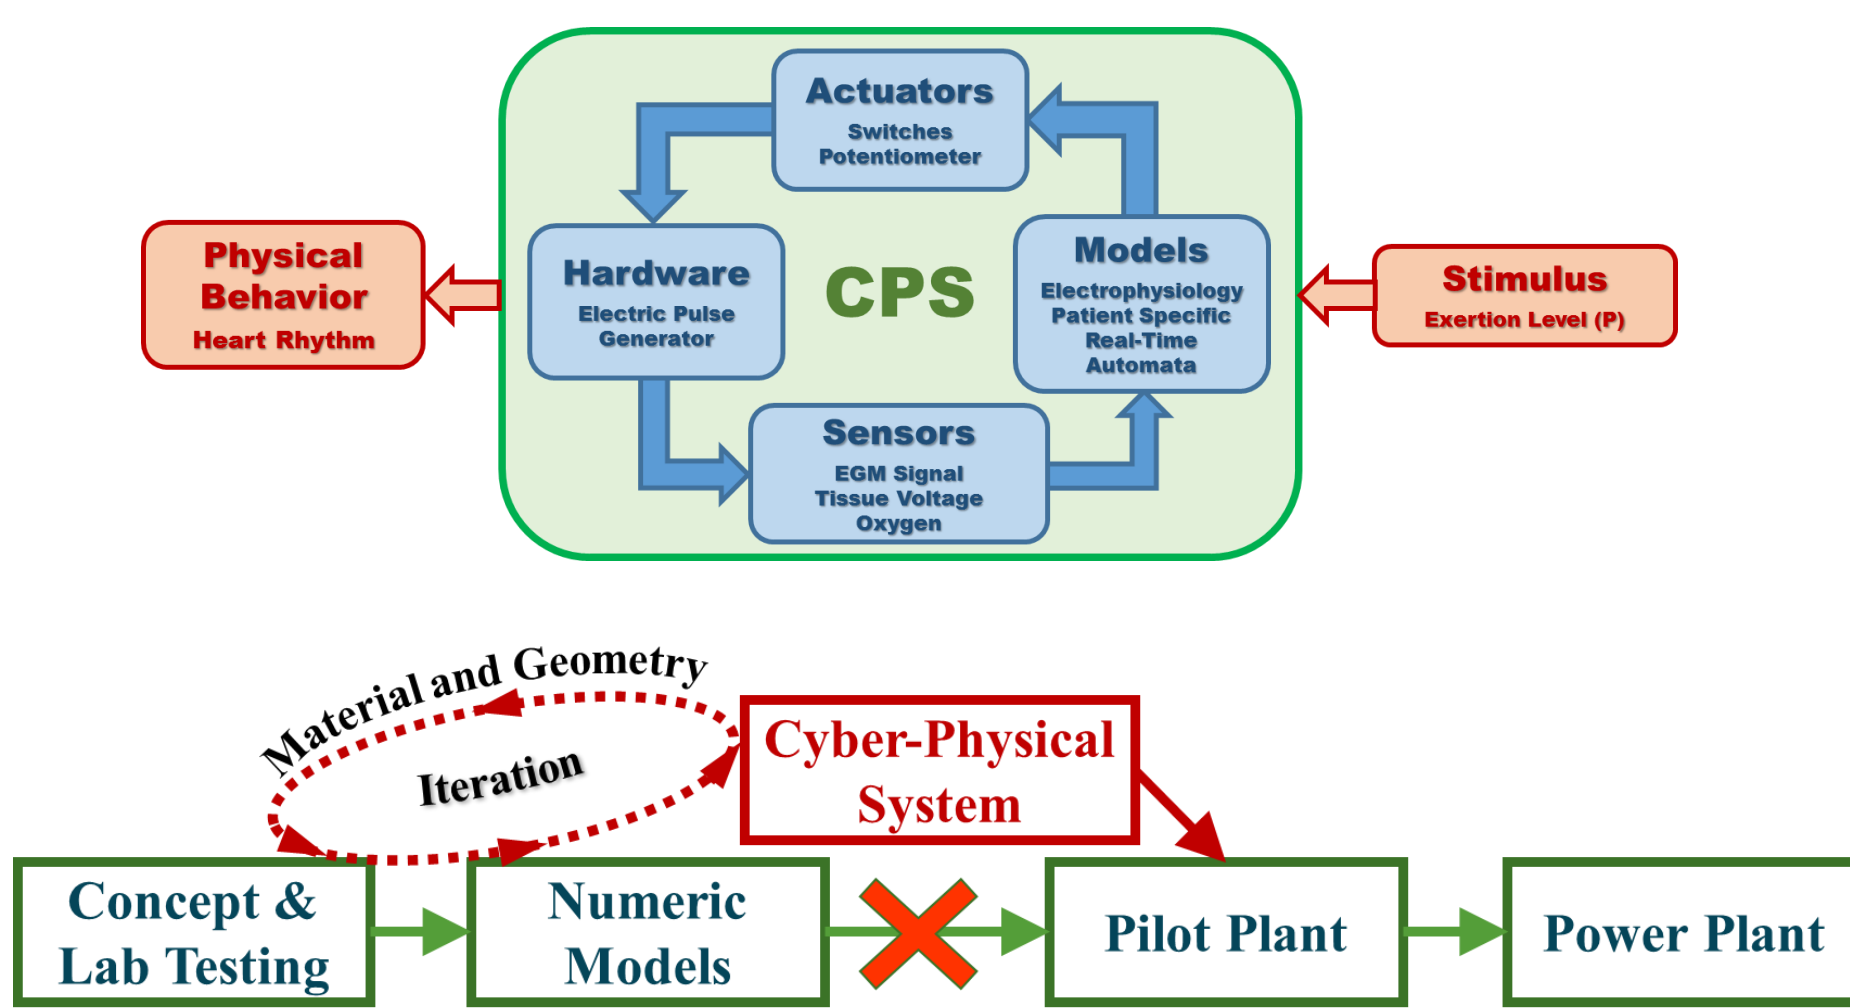 Actuators
Switches
Potentiometer
Physical
Behavior
Heart Rhythm
Hardware
Electric Pulse
Generator
CPS
Models
Electrophysiology
Patient Specific
Real-Time
Automata
Stimulus
Exertion Level (P)
Sensors
EGM Signal
Tissue Voltage
Oxygen
Material and Geometry
Iteration
Cyber-Physical
System
Concept &
Lab Testing
Numeric
Models
Pilot Plant
Power Plant